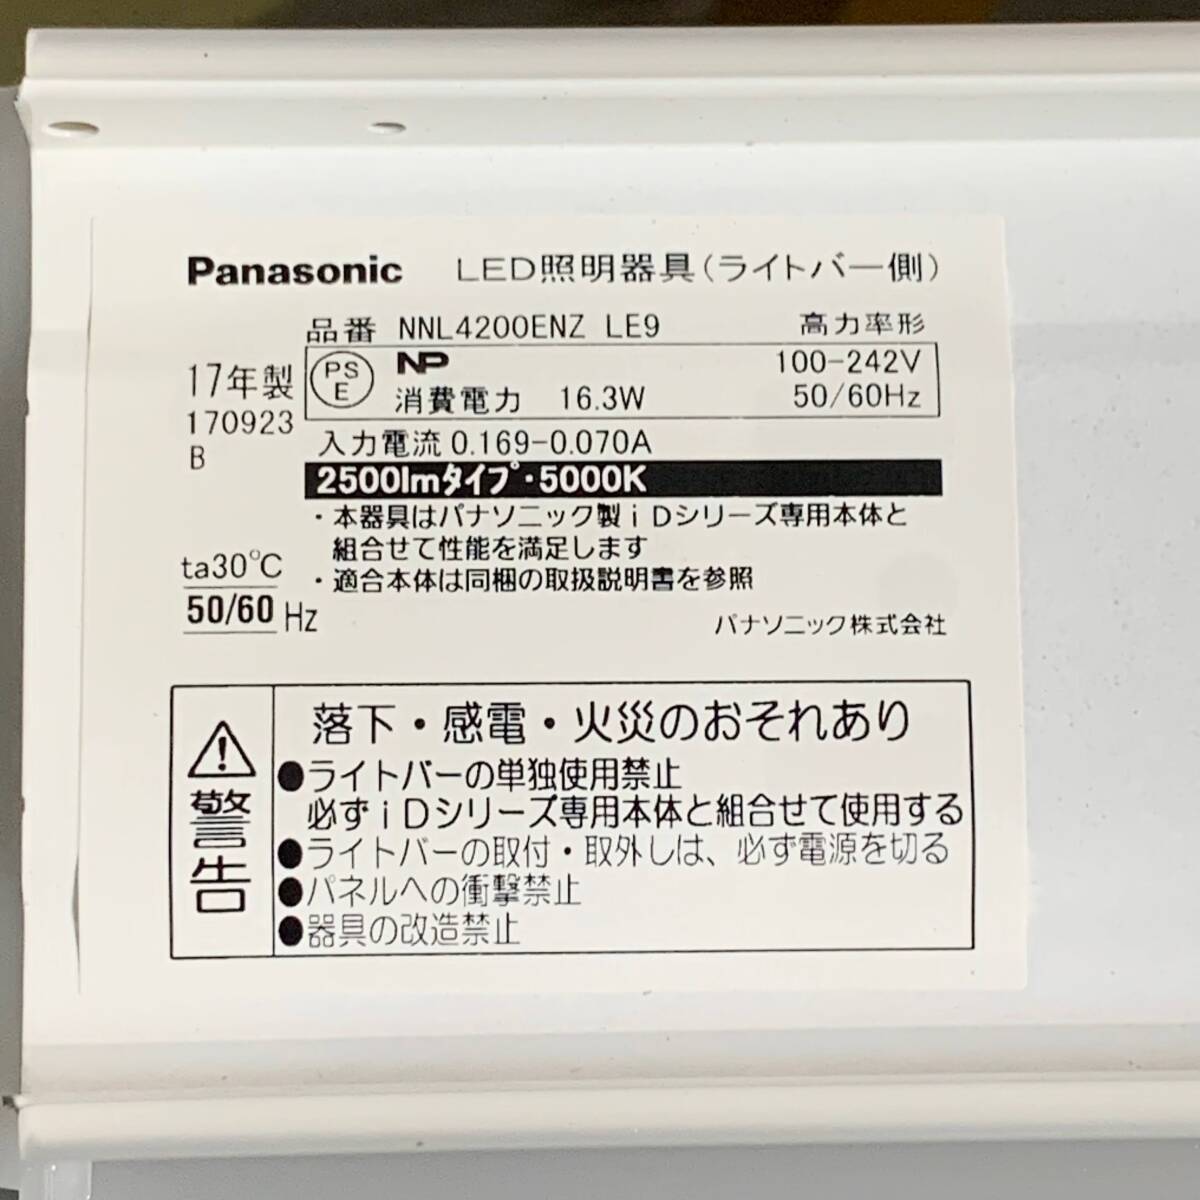 Panasonic LED照明器具(ライトバー側)
品番 NNL4200ENZ LE9 高力率形
17年製
170923
B
PS
E
NP 100-242V
消費電力 16.3W 50/60Hz
入力電流 0.169-0.070A
2500lmタイプ・5000K
・本器具はパナソニック製iDシリーズ専用本体と
組合せて性能を満足します
・適合本体は同梱の取扱説明書を参照
ta30℃
50/60 Hz
パナソニック株式会社
警告
落下・感電・火災のおそれあり
●ライトバーの単独使用禁止
必ずiDシリーズ専用本体と組合せて使用する
●ライトバーの取付・取外しは、必ず電源を切る
●パネルへの衝撃禁止
●器具の改造禁止